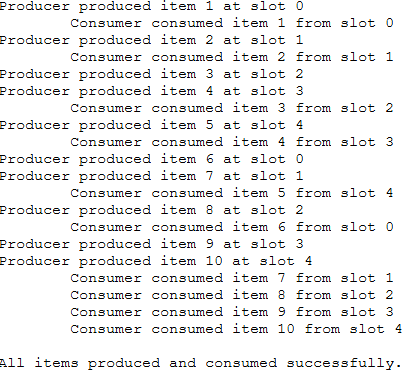 Producer produced item 1 at slot 0
Consumer consumed item 1 from slot 0
Producer produced item 2 at slot 1
Consumer consumed item 2 from slot 1
Producer produced item 3 at slot 2
Producer produced item 4 at slot 3
Consumer consumed item 3 from slot 2
Producer produced item 5 at slot 4
Consumer consumed item 4 from slot 3
Producer produced item 6 at slot 0
Producer produced item 7 at slot 1
Consumer consumed item 5 from slot 4
Producer produced item 8 at slot 2
Consumer consumed item 6 from slot 0
Producer produced item 9 at slot 3
Producer produced item 10 at slot 4
Consumer consumed item 7 from slot 1
Consumer consumed item 8 from slot 2
Consumer consumed item 9 from slot 3
Consumer consumed item 10 from slot 4
All items produced and consumed successfully.